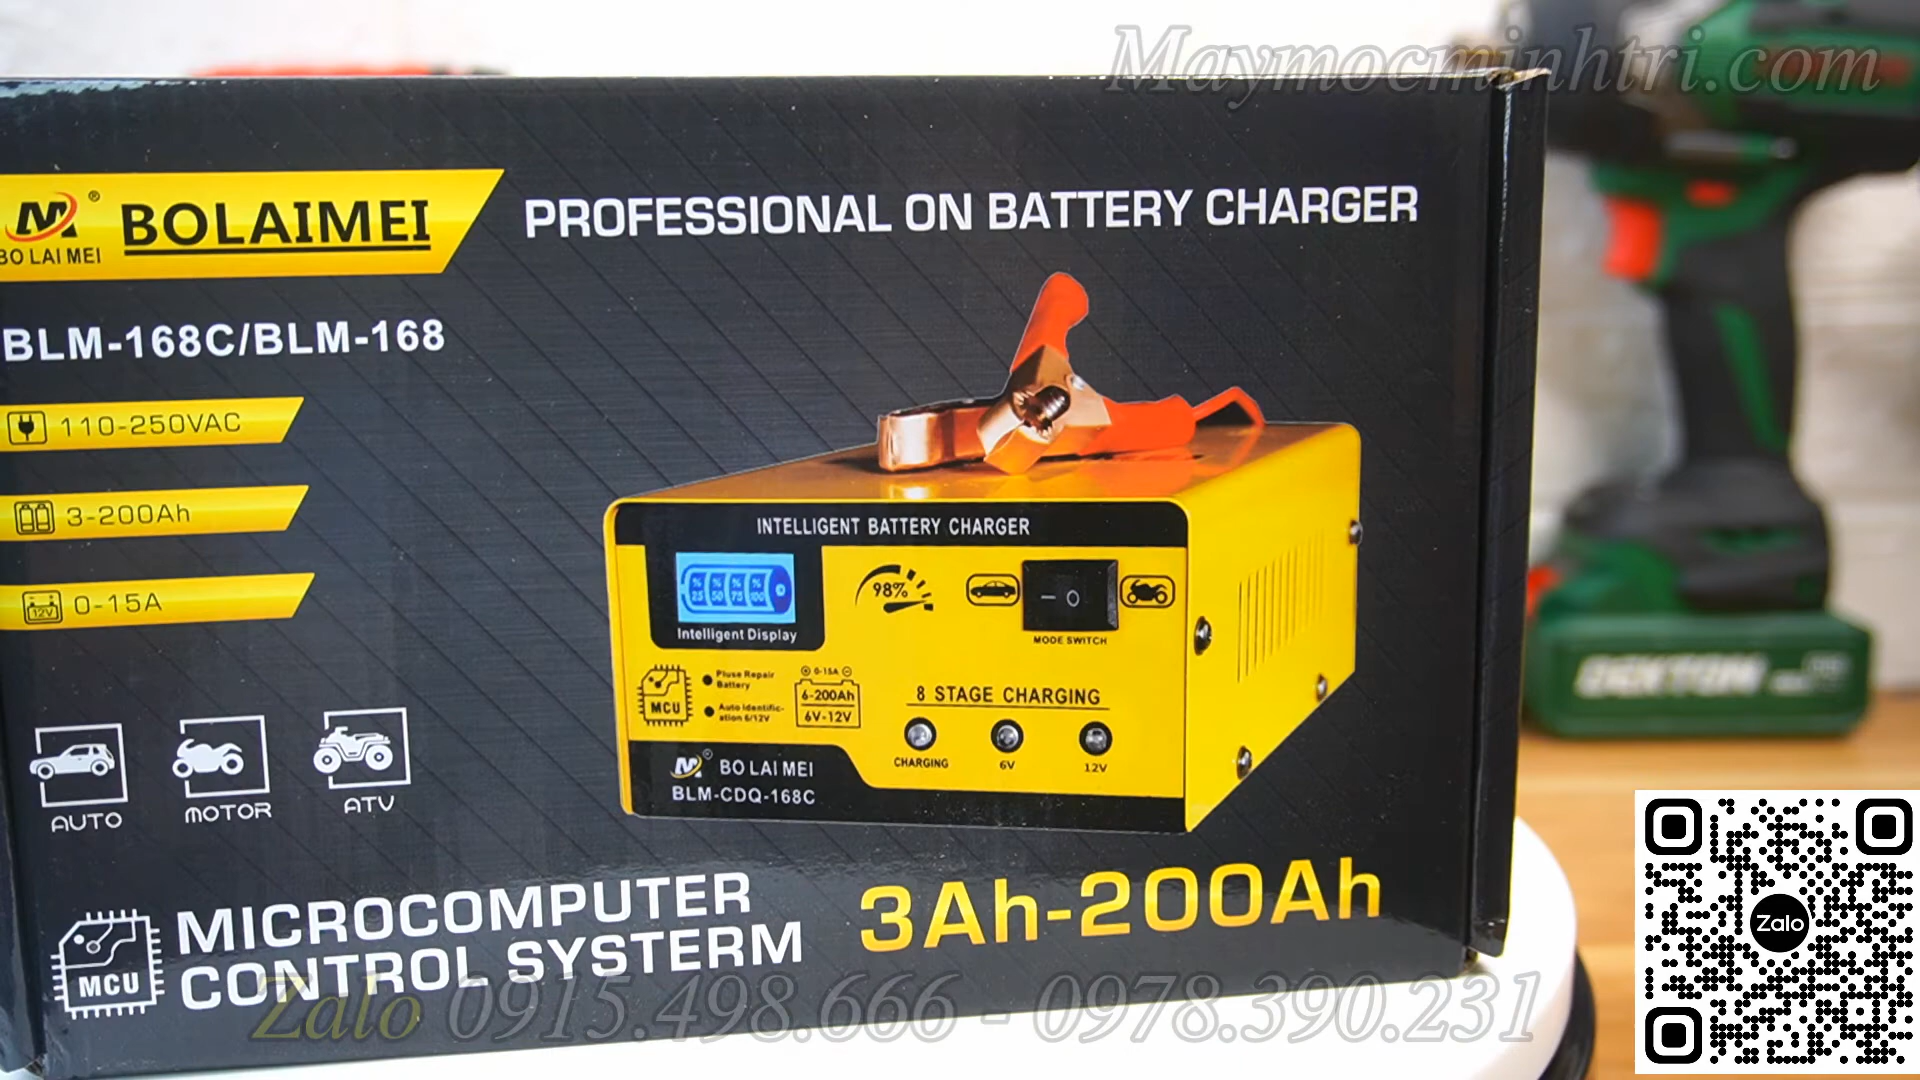 Maymocminhtri.com
M ®
BO LAI MEI
BOLAIMEI
PROFESSIONAL ON BATTERY CHARGER
BLM-168C/BLM-168
110-250VAC
3-200Ah
12V
0-15A
AUTO
MOTOR
ATV
INTELLIGENT BATTERY CHARGER
% % % %
25 50 75 100
Intelligent Display
98%
– O
MODE SWITCH
MCU
Pluse Repair
Battery
Auto Identific-
ation 6/12V
0-15A
6-200Ah
6V-12V
8 STAGE CHARGING
CHARGING
6V
12V
M ® BO LAI MEI
BLM-CDQ-168C
MCU
MICROCOMPUTER
CONTROL SYSTERM
3Ah-200Ah
Zalo 0915.498.666 - 0978.390.231
DEKTON
Zalo